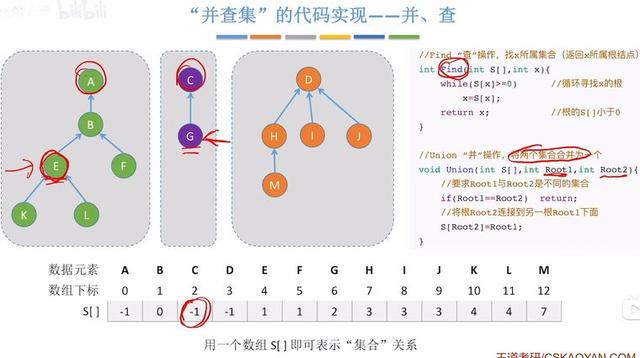 bilibili
“并查集”的代码实现——并、查
A
B
E
F
K
L
C
G
D
H
I
J
M
//Find “查”操作，找x所属集合（返回x所属根结点）
int Find(int S[],int x){
while(S[x]>=0) //循环寻找x的根
x=S[x];
return x; //根的S[]小于0
}
//Union “并”操作，将两个集合合并为一个
void Union(int S[],int Root1,int Root2){
//要求Root1与Root2是不同的集合
if(Root1==Root2) return;
//将根Root2连接到另一根Root1下面
S[Root2]=Root1;
}
数据元素 A B C D E F G H I J K L M
数组下标 0 1 2 3 4 5 6 7 8 9 10 11 12
S[ ] -1 0 -1 -1 1 1 2 3 3 3 4 4 7
用一个数组 S[ ] 即可表示“集合”关系
王道考研/CSKAOYAN.COM